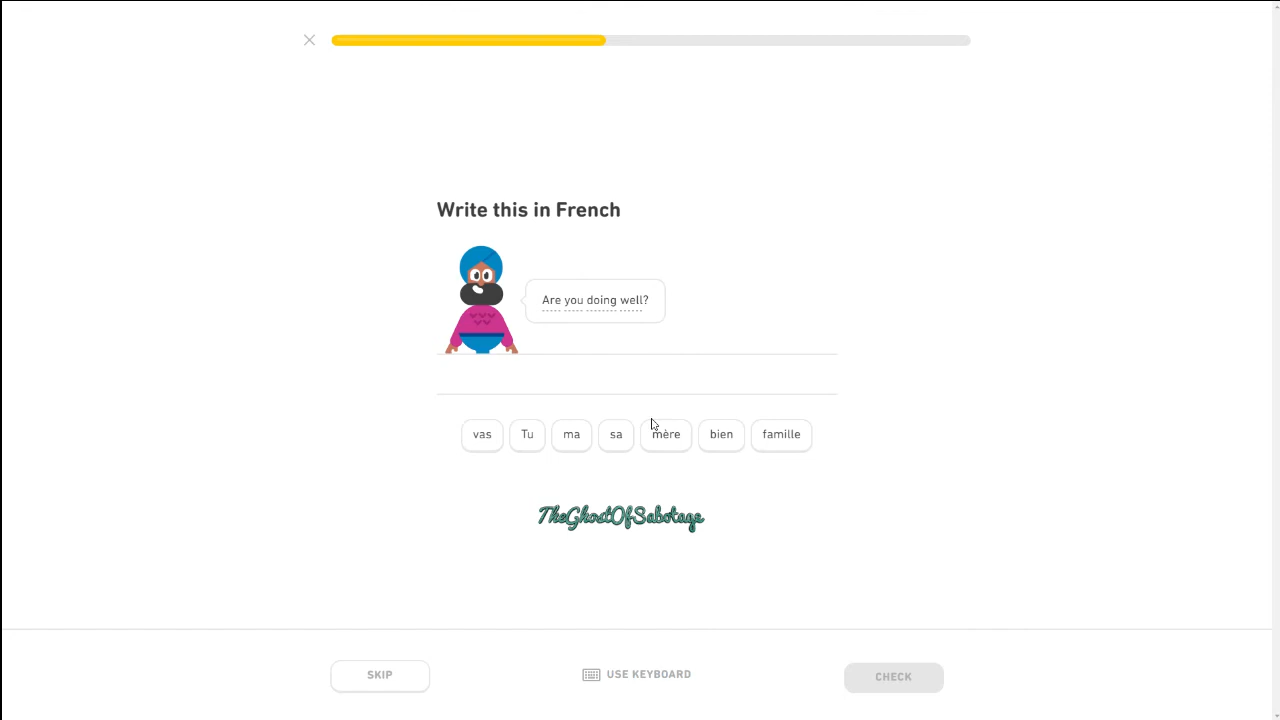 Write this in French
Are you doing well?
vas Tu ma sa mère bien famille
TheGhostOfSabotage
SKIP USE KEYBOARD CHECK